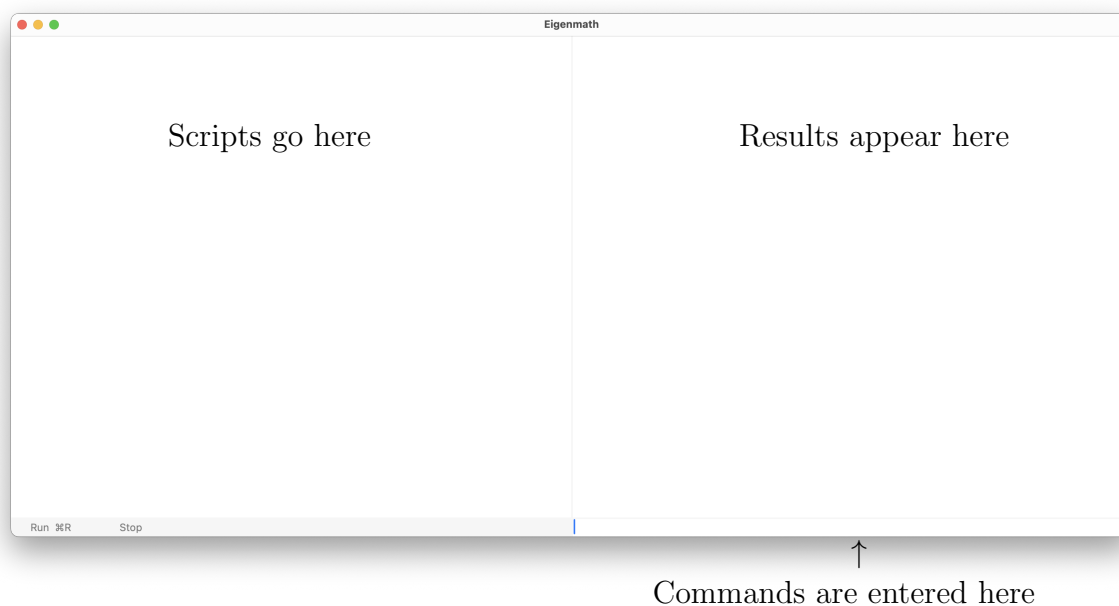 Eigenmath
Scripts go here
Results appear here
Run ⌘R
Stop
↑
Commands are entered here